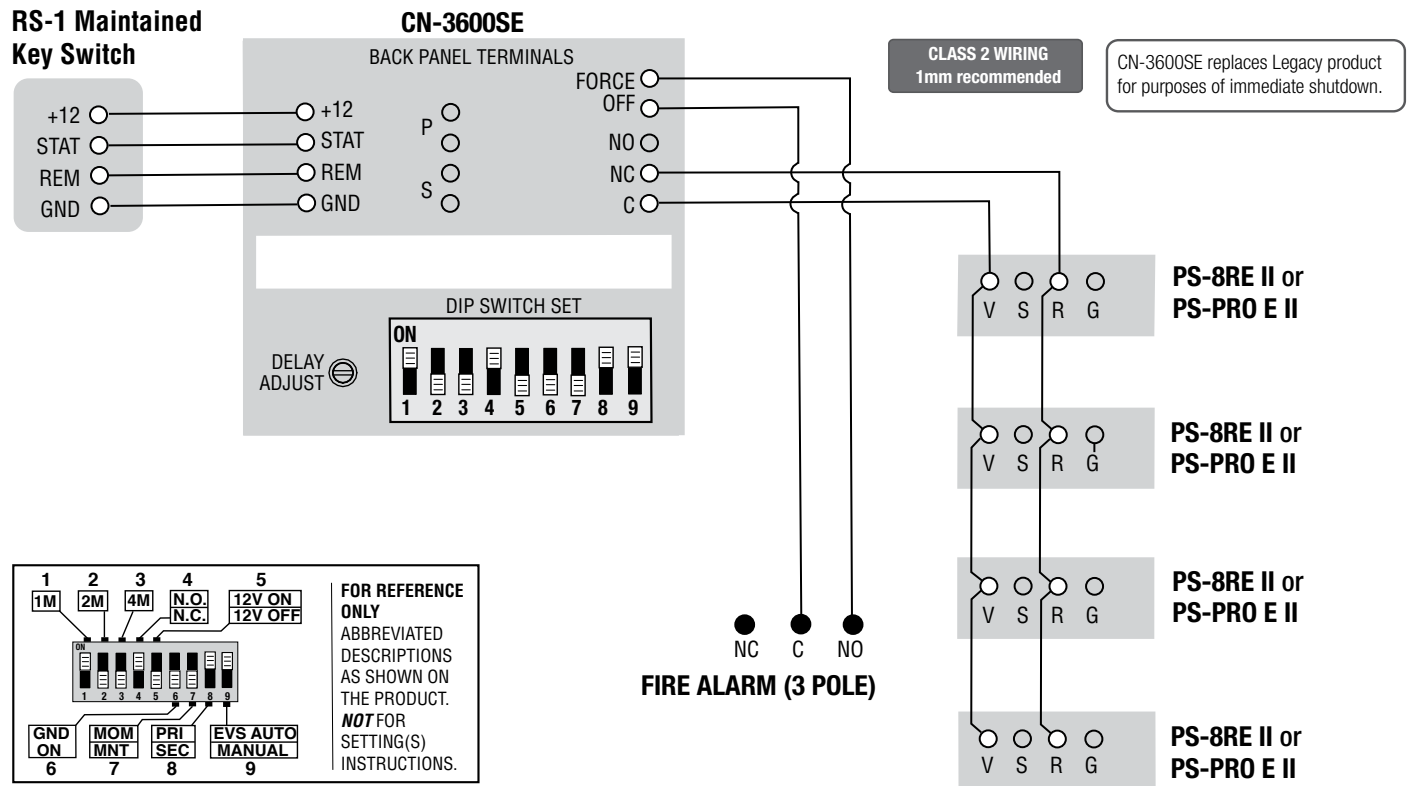 RS-1 Maintained
Key Switch
+12
STAT
REM
GND
CN-3600SE
BACK PANEL TERMINALS
+12
STAT
REM
GND
P
S
FORCE
OFF
NO
NC
C
DIP SWITCH SET
ON
1 2 3 4 5 6 7 8 9
DELAY
ADJUST
CLASS 2 WIRING
1mm recommended
CN-3600SE replaces Legacy product
for purposes of immediate shutdown.
V S R G
PS-8RE II or
PS-PRO E II
V S R G
PS-8RE II or
PS-PRO E II
V S R G
PS-8RE II or
PS-PRO E II
V S R G
PS-8RE II or
PS-PRO E II
NC C NO
FIRE ALARM (3 POLE)
1 2 3 4 5
1M 2M 4M N.O. 12V ON
N.C. 12V OFF
ON
1 2 3 4 5 6 7 8 9
GND MOM PRI EVS AUTO
ON MNT SEC MANUAL
6 7 8 9
FOR REFERENCE
ONLY
ABBREVIATED
DESCRIPTIONS
AS SHOWN ON
THE PRODUCT.
NOT FOR
SETTING(S)
INSTRUCTIONS.